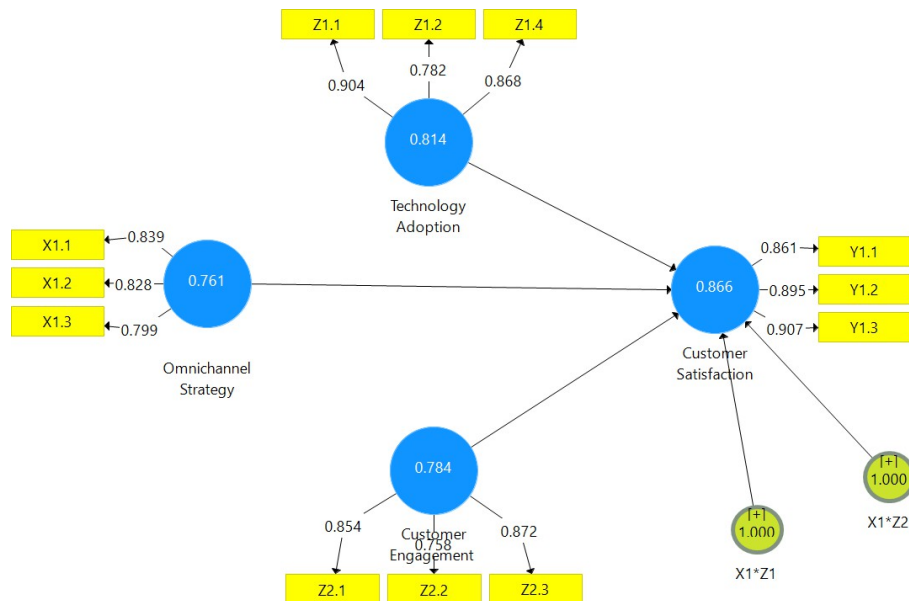 Z1.1
Z1.2
Z1.4
0.904
0.782
0.868
0.814
Technology
Adoption
X1.1
X1.2
X1.3
0.839
0.828
0.799
0.761
Omnichannel
Strategy
0.866
Customer
Satisfaction
0.861
0.895
0.907
Y1.1
Y1.2
Y1.3
0.784
Customer
Engagement
0.854
0.758
0.872
Z2.1
Z2.2
Z2.3
[+]
1.000
X1*Z1
[+]
1.000
X1*Z2